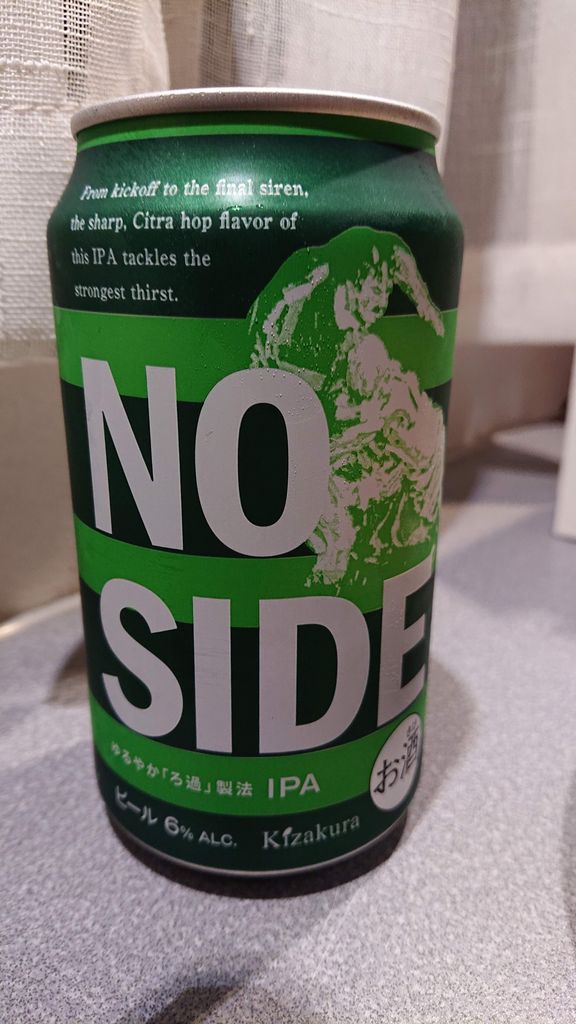 From kickoff to the final siren,
the sharp, Citra hop flavor of
this IPA tackles the
strongest thirst.
NO
SIDE
ゆるやか「ろ過」製法 IPA
お酒
ビール 6% ALC. Kizakura